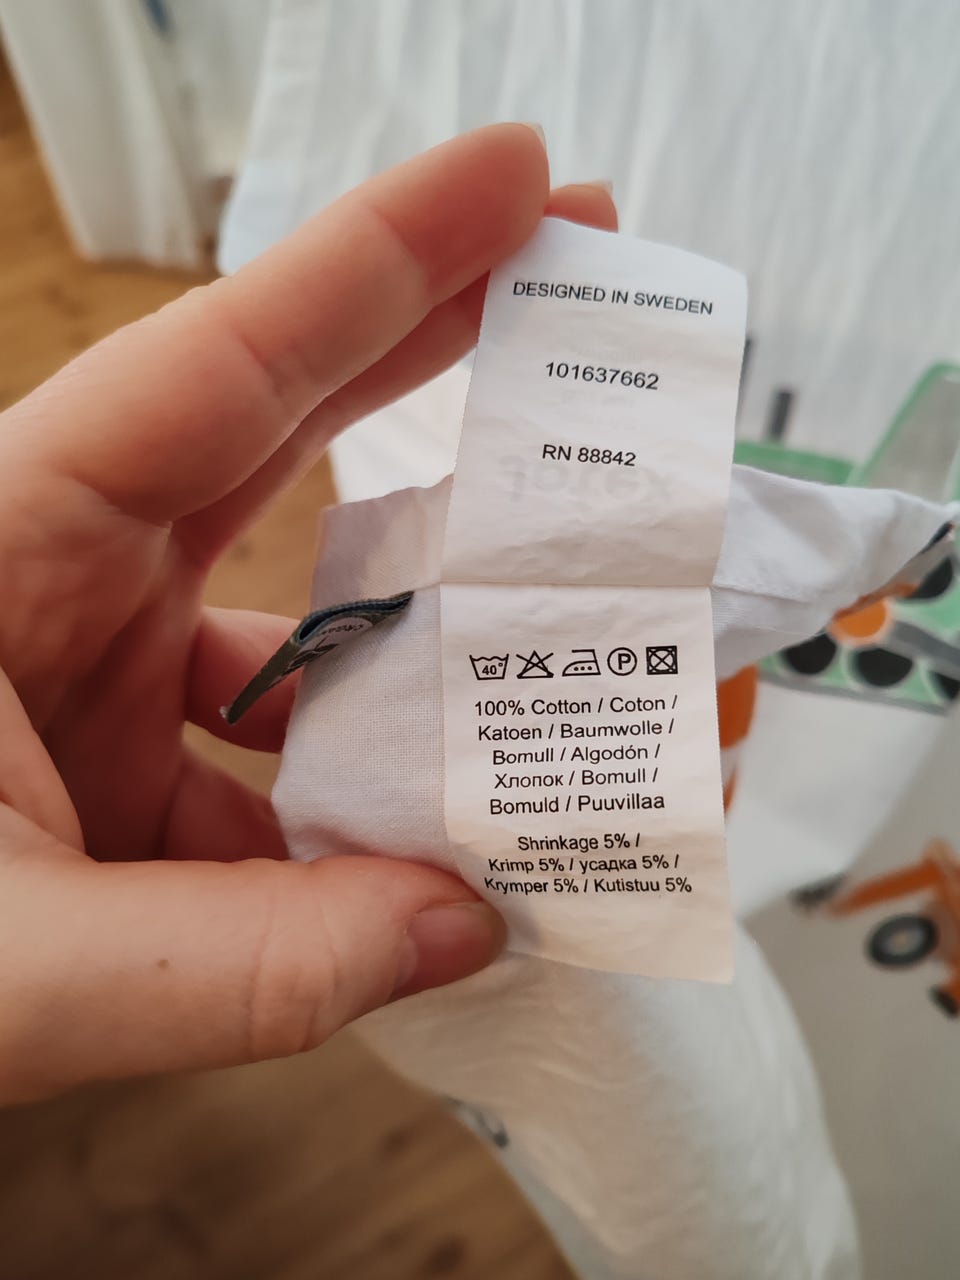 DESIGNED IN SWEDEN
101637662
RN 88842
40°
P
100% Cotton / Coton /
Katoen / Baumwolle /
Bomull / Algodón /
Хлопок / Bomull /
Bomuld / Puuvillaa
Shrinkage 5% /
Krimp 5% / усадка 5% /
Krymper 5% / Kutistuu 5%